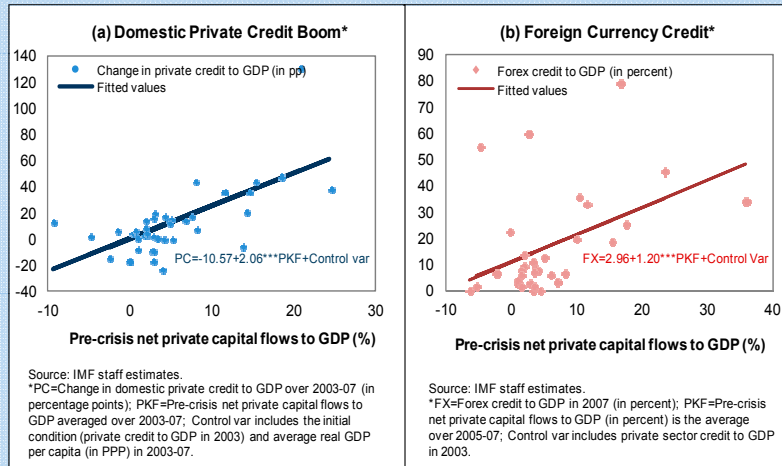 (a) Domestic Private Credit Boom*
140
120
100
80
60
40
20
0
-20
-40
Change in private credit to GDP (in pp)
Fitted values
PC=-10.57+2.06***PKF+Control var
-10
0
10
20
30
Pre-crisis net private capital flows to GDP (%)
Source: IMF staff estimates.
*PC=Change in domestic private credit to GDP over 2003-07 (in
percentage points); PKF=Pre-crisis net private capital flows to
GDP averaged over 2003-07; Control var includes the initial
condition (private credit to GDP in 2003) and average real GDP
per capita (in PPP) in 2003-07.
(b) Foreign Currency Credit*
90
80
70
60
50
40
30
20
10
0
Forex credit to GDP (in percent)
Fitted values
FX=2.96+1.20***PKF+Control Var
-10
0
10
20
30
40
Pre-crisis net private capital flows to GDP (%)
Source: IMF staff estimates.
*FX=Forex credit to GDP in 2007 (in percent); PKF=Pre-crisis
net private capital flows to GDP (in percent) is the average
over 2005-07; Control var includes private sector credit to GDP
in 2003.